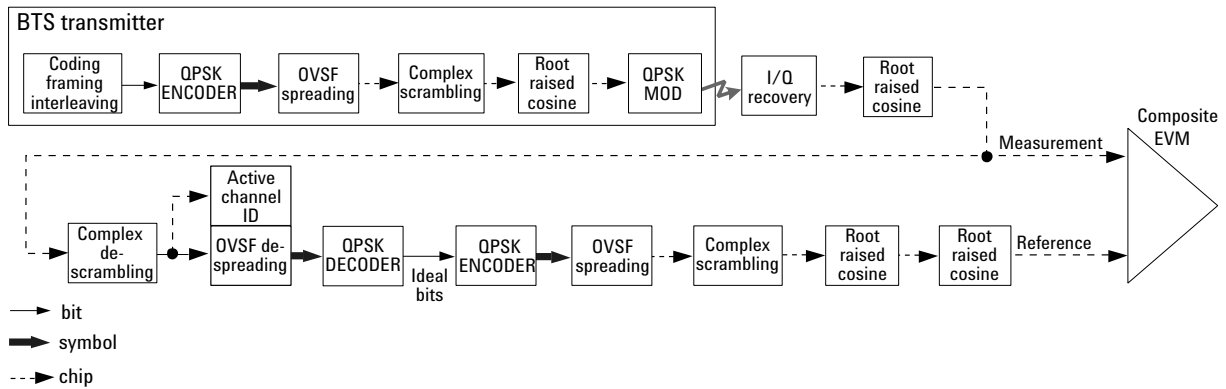 BTS transmitter
Coding
framing
interleaving
QPSK
ENCODER
OVSF
spreading
Complex
scrambling
Root
raised
cosine
QPSK
MOD
I/Q
recovery
Root
raised
cosine
Composite
EVM
Measurement
Active
channel
ID
Complex
de-
scrambling
OVSF de-
spreading
QPSK
DECODER
Ideal
bits
QPSK
ENCODER
OVSF
spreading
Complex
scrambling
Root
raised
cosine
Root
raised
cosine
Reference
bit
symbol
chip